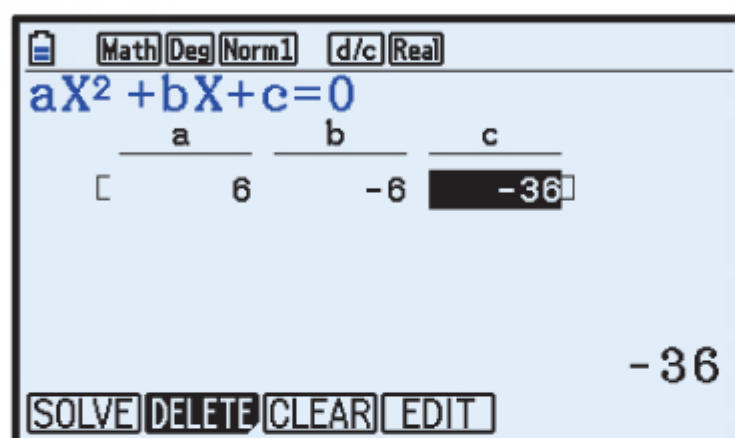 Math Deg Norm1 d/c Real
aX² +bX+c=0
a b c
6 -6 -36
-36
SOLVE DELETE CLEAR EDIT